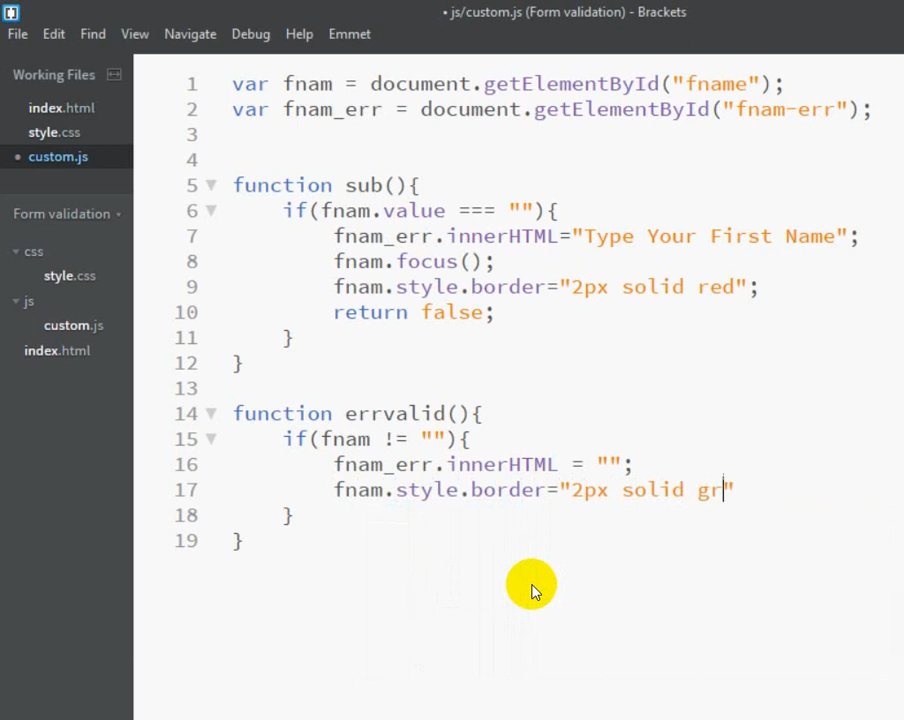 • js/custom.js (Form validation) - Brackets
File Edit Find View Navigate Debug Help Emmet
Working Files
index.html
style.css
• custom.js
Form validation
css
style.css
js
custom.js
index.html
1 var fnam = document.getElementById("fname");
2 var fnam_err = document.getElementById("fnam-err");
3
4
5 function sub(){
6     if(fnam.value === ""){
7         fnam_err.innerHTML="Type Your First Name";
8         fnam.focus();
9         fnam.style.border="2px solid red";
10         return false;
11     }
12 }
13
14 function errvalid(){
15     if(fnam != ""){
16         fnam_err.innerHTML = "";
17         fnam.style.border="2px solid gr"
18     }
19 }